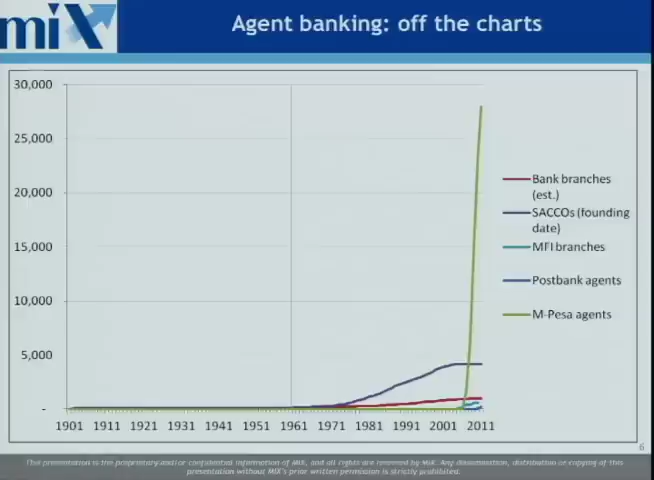 miX
Agent banking: off the charts
30,000
25,000
20,000
15,000
10,000
5,000
-
1901 1911 1921 1931 1941 1951 1961 1971 1981 1991 2001 2011
Bank branches
(est.)
SACCOs (founding
date)
MFI branches
Postbank agents
M-Pesa agents
6
This presentation is the proprietary and/or confidential information of MIX, and all rights are reserved by MIX. Any dissemination, distribution or copying of this
presentation without MIX's prior written permission is strictly prohibited.